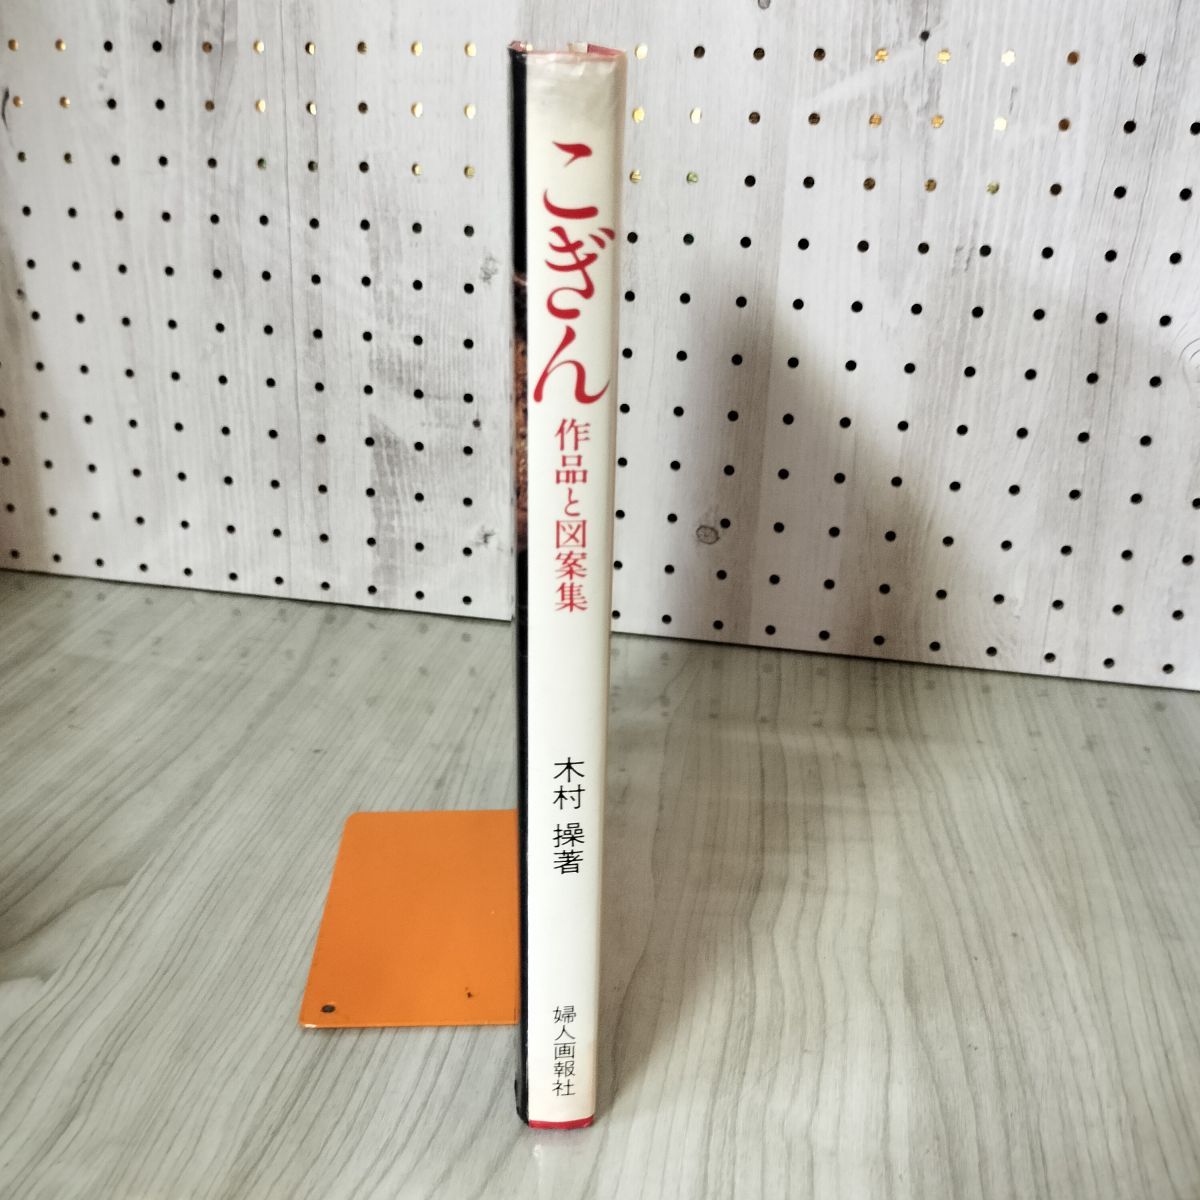 こぎん
作品と図案集
木村 操著
婦人画報社